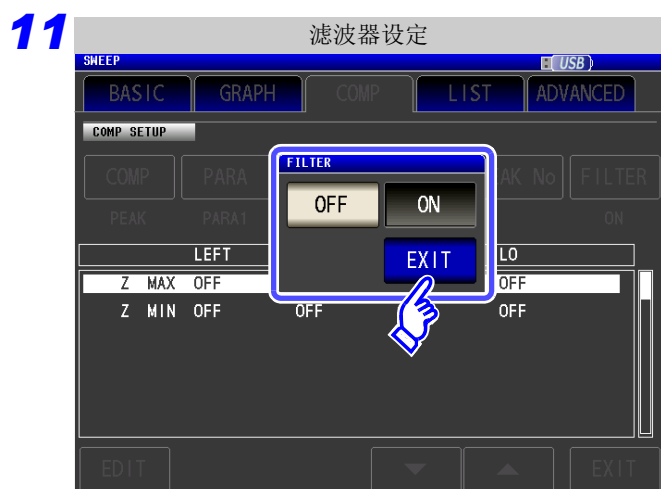 11
滤波器设定
SWEEP USB
BASIC GRAPH COMP LIST ADVANCED
COMP SETUP
COMP PARA AK No FILTER
PEAK PARA1 ON
FILTER
OFF ON
EXIT
LEFT LO
Z MAX OFF OFF
Z MIN OFF OFF OFF
EDIT EXIT